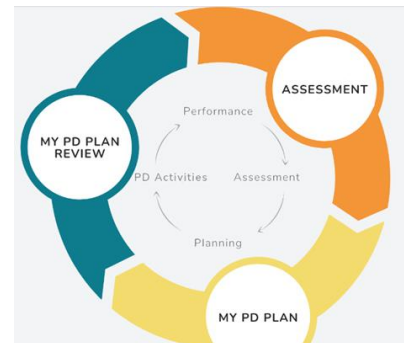 ASSESSMENT
Performance
MY PD PLAN
REVIEW
PD Activities
Assessment
Planning
MY PD PLAN